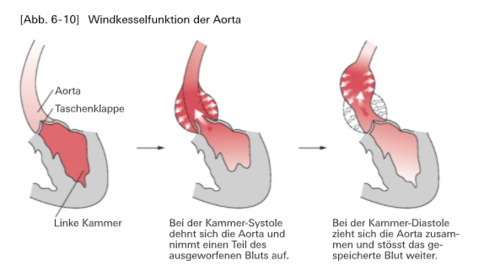 [Abb. 6-10] Windkesselfunktion der Aorta
Aorta
Taschenklappe
Linke Kammer
Bei der Kammer-Systole
dehnt sich die Aorta und
nimmt einen Teil des
ausgeworfenen Bluts auf.
Bei der Kammer-Diastole
zieht sich die Aorta zusam-
men und stösst das ge-
speicherte Blut weiter.